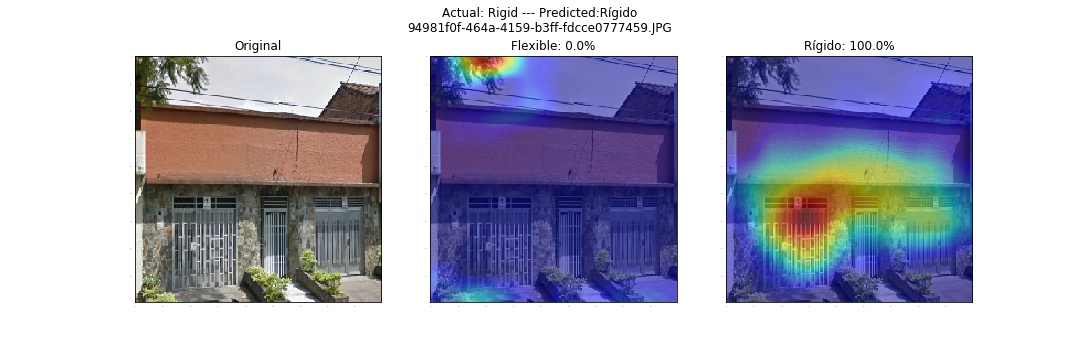 Actual: Rigid --- Predicted:Rígido
94981f0f-464a-4159-b3ff-fdcce0777459.JPG
Original
Flexible: 0.0%
Rígido: 100.0%